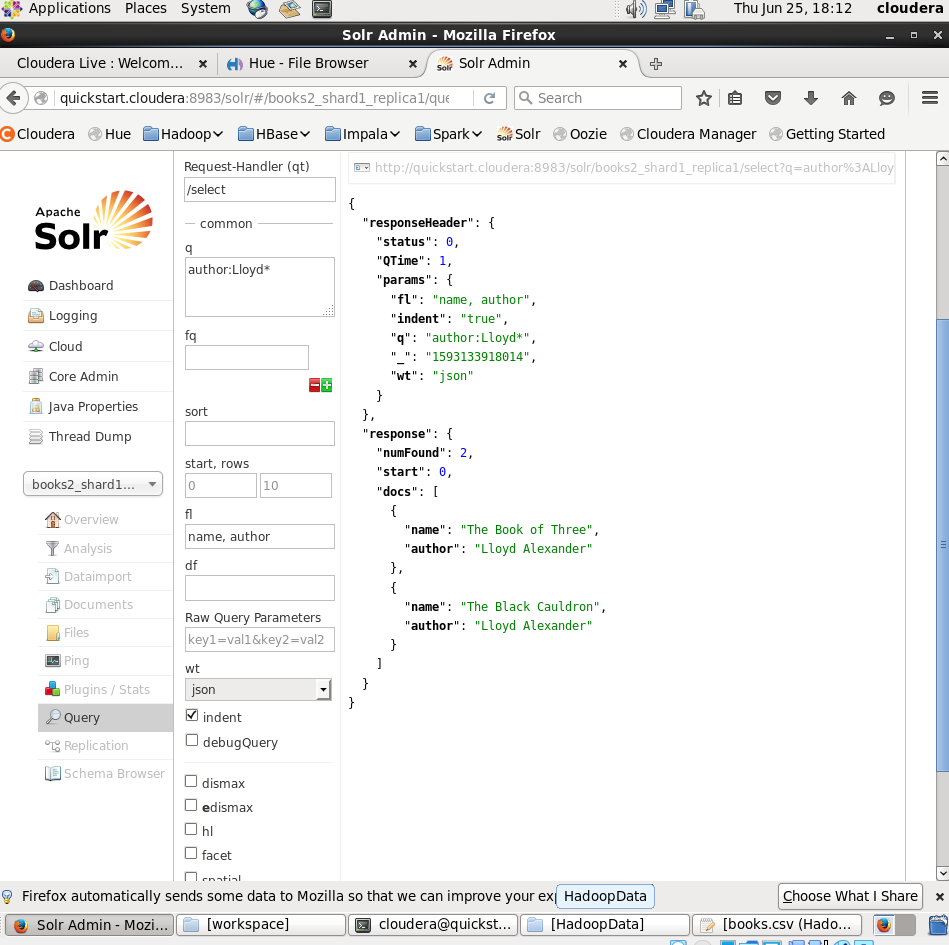 Applications Places System Thu Jun 25, 18:12 cloudera
Solr Admin - Mozilla Firefox
Cloudera Live : Welcom... × Hue - File Browser × Solr Admin ×
quickstart.cloudera:8983/solr/#/books2_shard1_replica1/que Search
Cloudera Hue Hadoop HBase Impala Spark Solr Oozie Cloudera Manager Getting Started
Apache
Solr
Dashboard
Logging
Cloud
Core Admin
Java Properties
Thread Dump
books2_shard1...
Overview
Analysis
Dataimport
Documents
Files
Ping
Plugins / Stats
Query
Replication
Schema Browser
Request-Handler (qt)
/select
common
q
author:Lloyd*
fq
sort
start, rows
0 10
fl
name, author
df
Raw Query Parameters
key1=val1&key2=val2
wt
json
indent
debugQuery
dismax
edismax
hl
facet
spatial
http://quickstart.cloudera:8983/solr/books2_shard1_replica1/select?q=author%3ALloy
{
"responseHeader": {
"status": 0,
"QTime": 1,
"params": {
"fl": "name, author",
"indent": "true",
"q": "author:Lloyd*",
"_": "1593133918014",
"wt": "json"
}
},
"response": {
"numFound": 2,
"start": 0,
"docs": [
{
"name": "The Book of Three",
"author": "Lloyd Alexander"
},
{
"name": "The Black Cauldron",
"author": "Lloyd Alexander"
}
]
}
}
Firefox automatically sends some data to Mozilla so that we can improve your exp HadoopData Choose What I Share ×
Solr Admin - Mozi... [workspace] cloudera@quickst... [HadoopData] [books.csv (Hado...